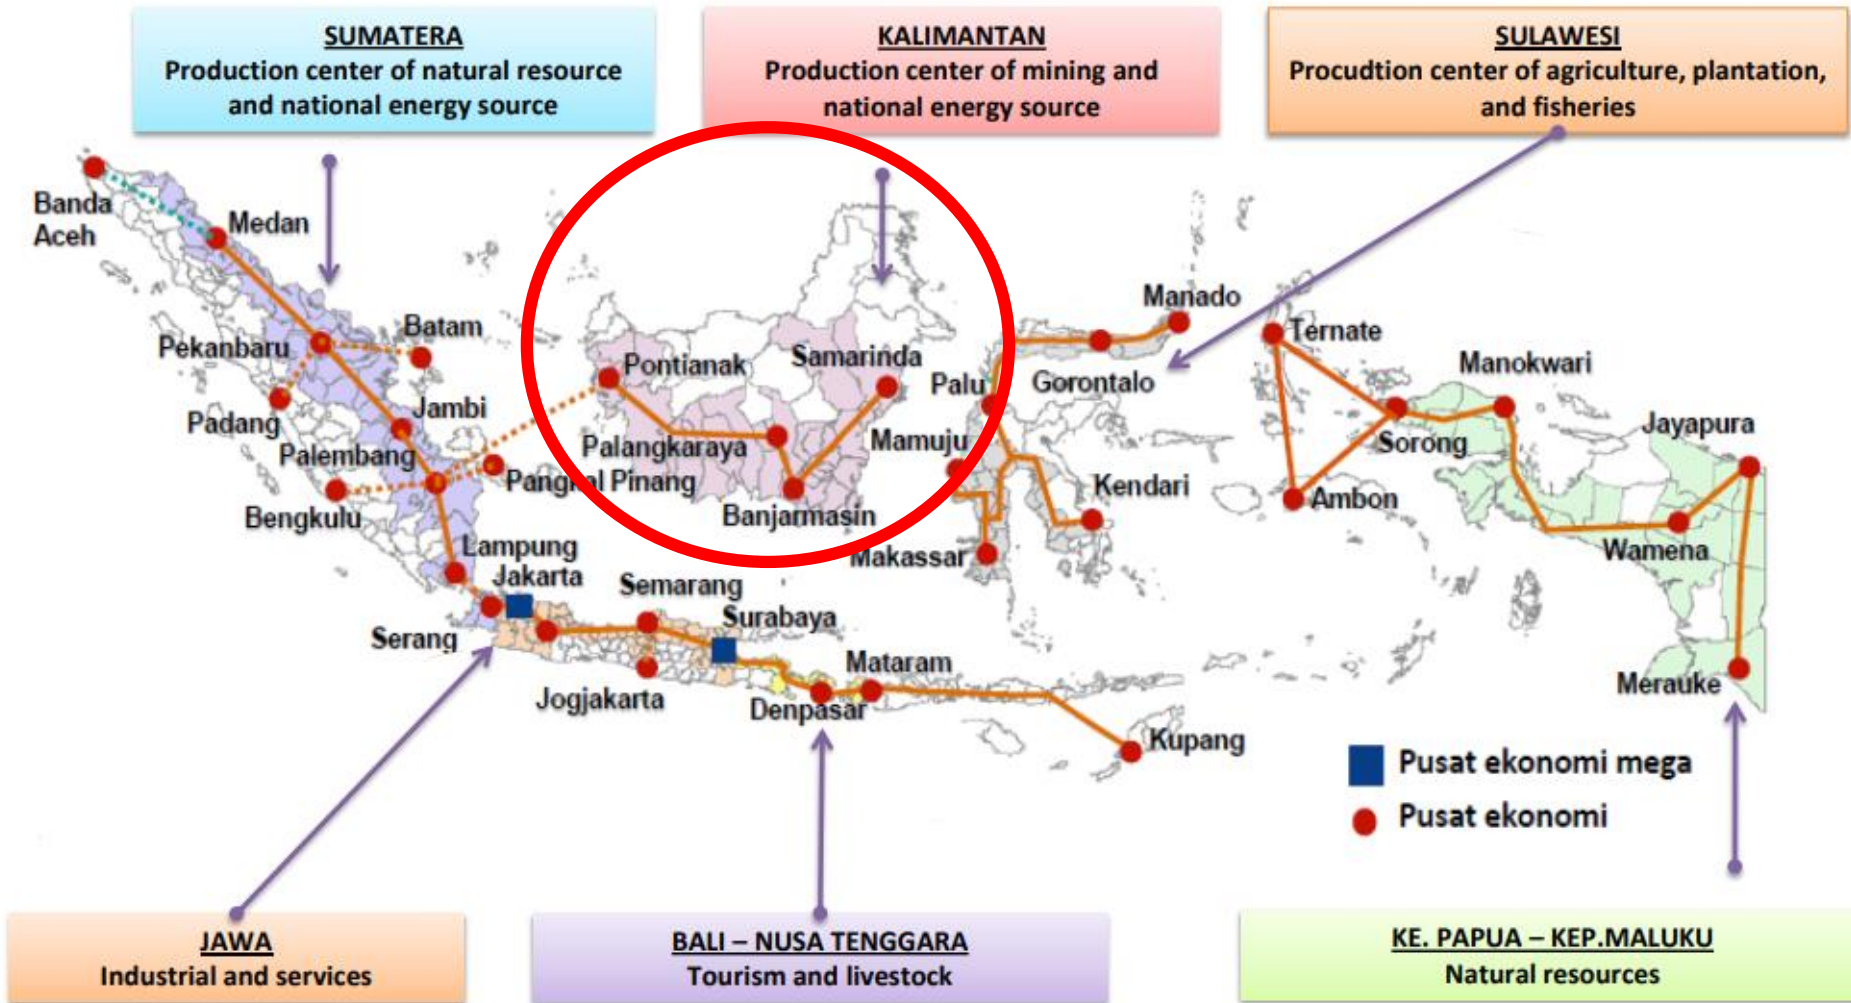 SUMATERA
Production center of natural resource
and national energy source
KALIMANTAN
Production center of mining and
national energy source
SULAWESI
Procudtion center of agriculture, plantation,
and fisheries
Banda
Aceh
Medan
Pekanbaru
Batam
Padang
Jambi
Palembang
Pangkal Pinang
Bengkulu
Lampung
Jakarta
Serang
Semarang
Surabaya
Jogjakarta
Denpasar
Mataram
Kupang
Pontianak
Samarinda
Palangkaraya
Banjarmasin
Manado
Gorontalo
Palu
Mamuju
Kendari
Makassar
Ternate
Ambon
Sorong
Manokwari
Jayapura
Wamena
Merauke
Pusat ekonomi mega
Pusat ekonomi
JAWA
Industrial and services
BALI – NUSA TENGGARA
Tourism and livestock
KE. PAPUA – KEP.MALUKU
Natural resources